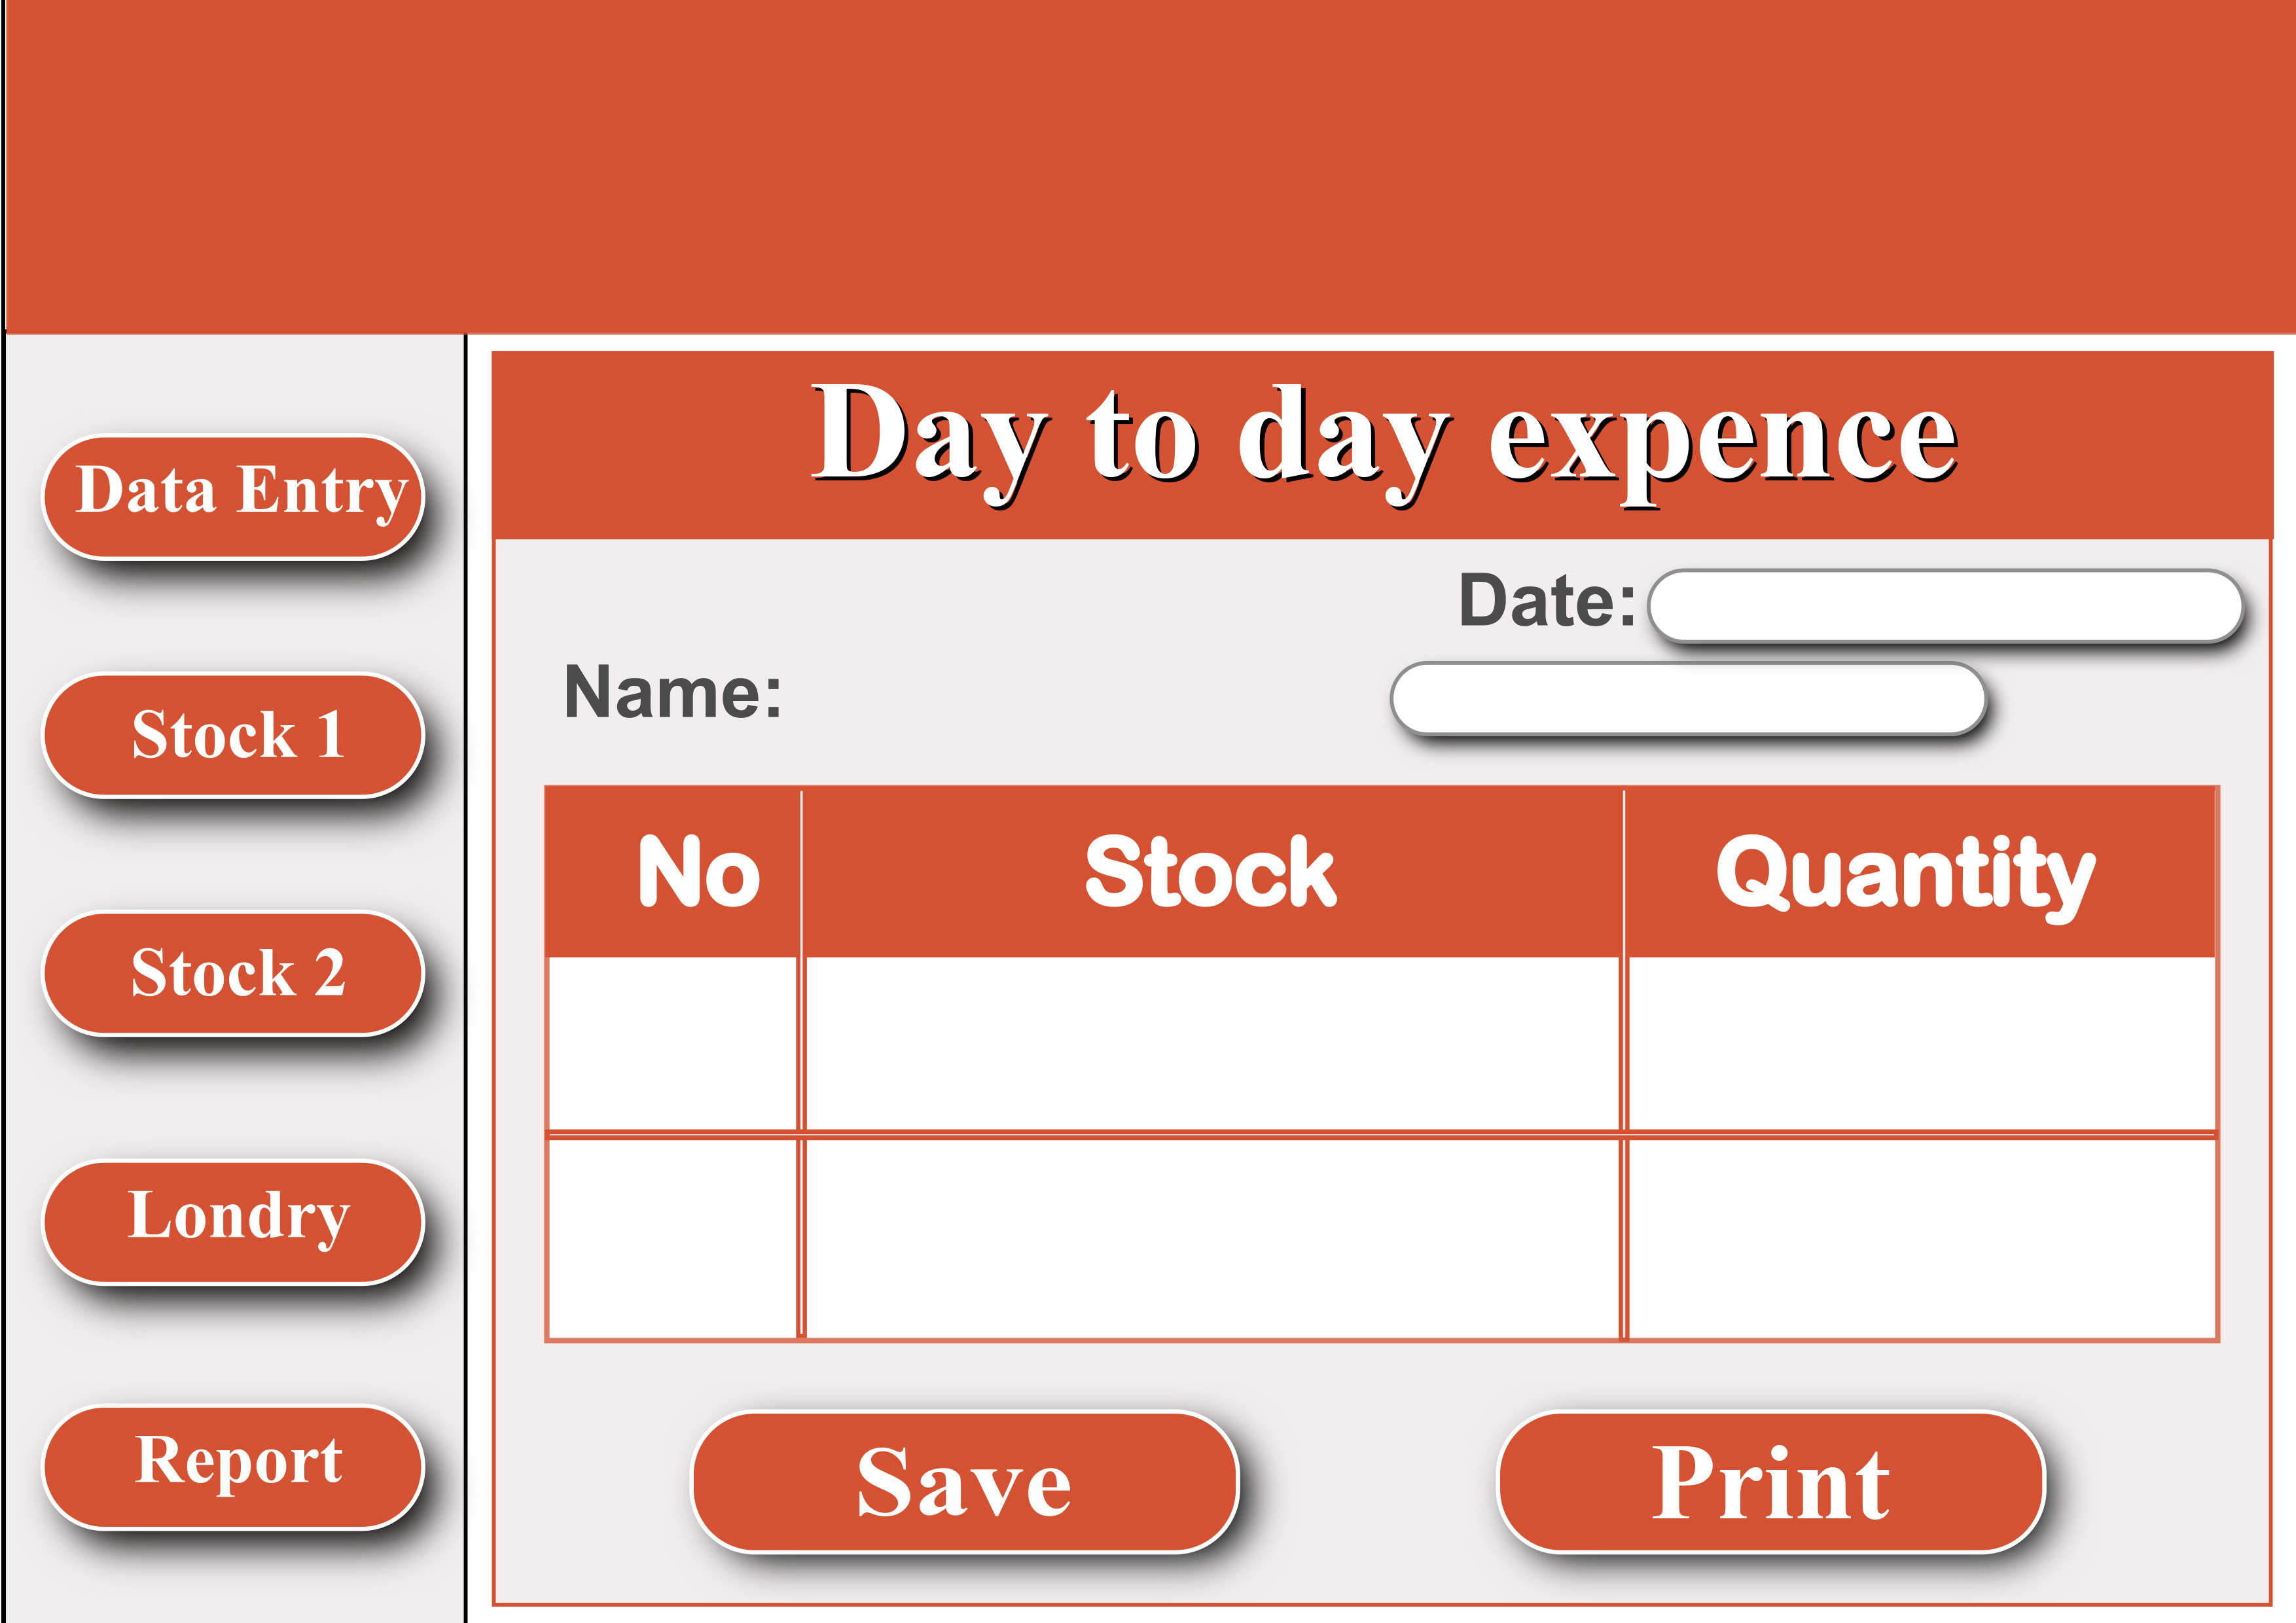 Day to day expence
Data Entry
Stock 1
Stock 2
Londry
Report
Date:
Name:
No Stock Quantity
Save Print